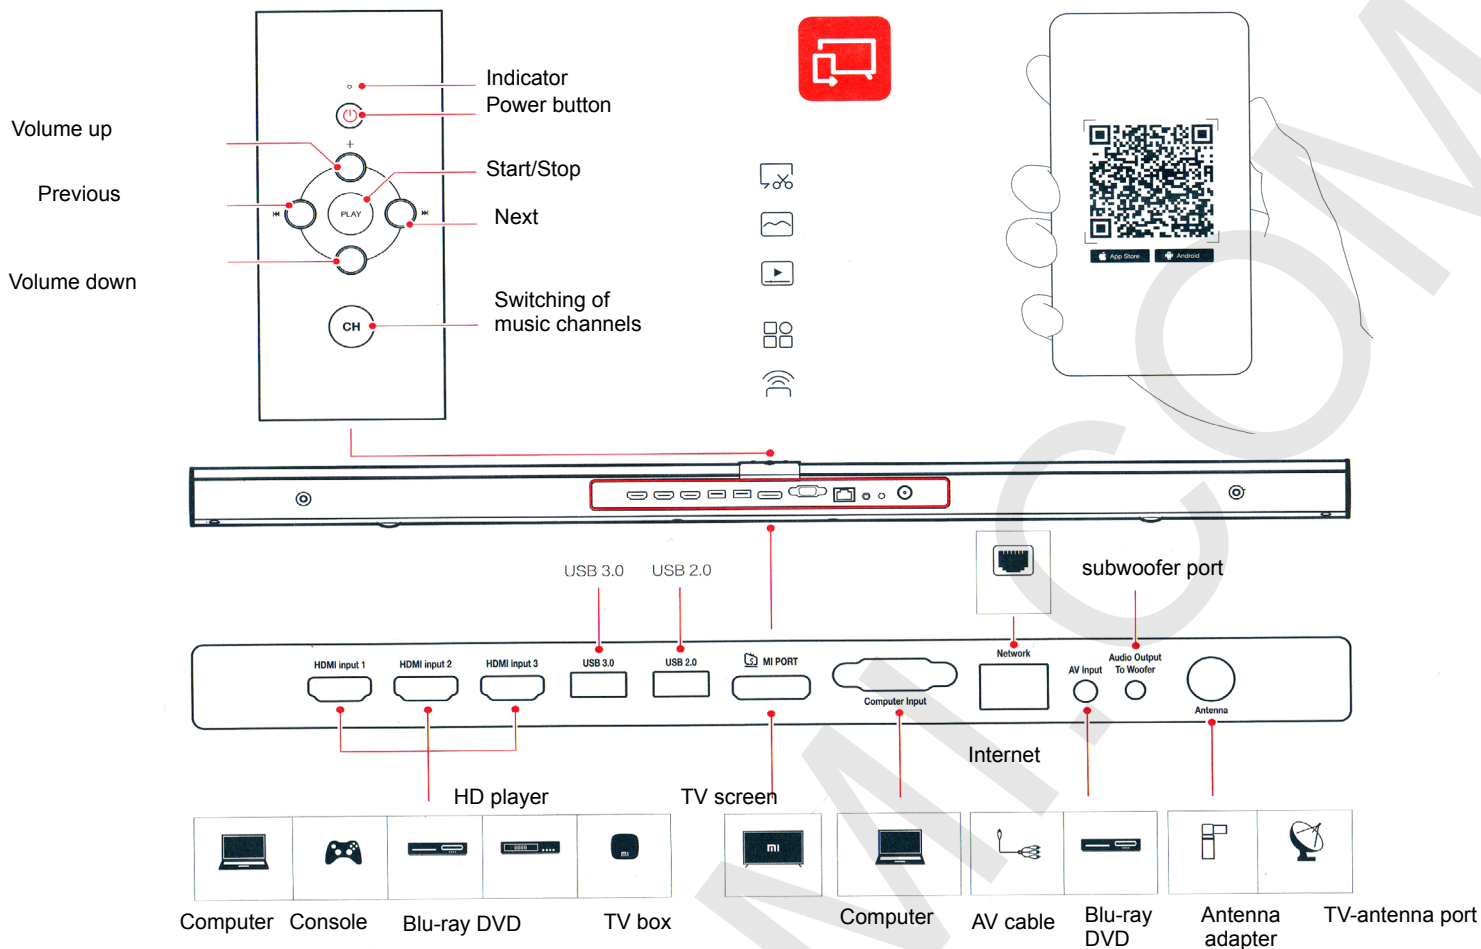 Indicator
Power button
Volume up
+
Start/Stop
Previous
PLAY
Next
Volume down
Switching of
music channels
CH
App Store
Android
USB 3.0
USB 2.0
subwoofer port
HDMI input 1
HDMI input 2
HDMI input 3
USB 3.0
USB 2.0
MI PORT
Computer Input
Network
AV Input
Audio Output
To Woofer
Antenna
Internet
HD player
TV screen
mi
mi
Computer
Console
Blu-ray DVD
TV box
Computer
AV cable
Blu-ray
DVD
Antenna
adapter
TV-antenna port
MI.COM